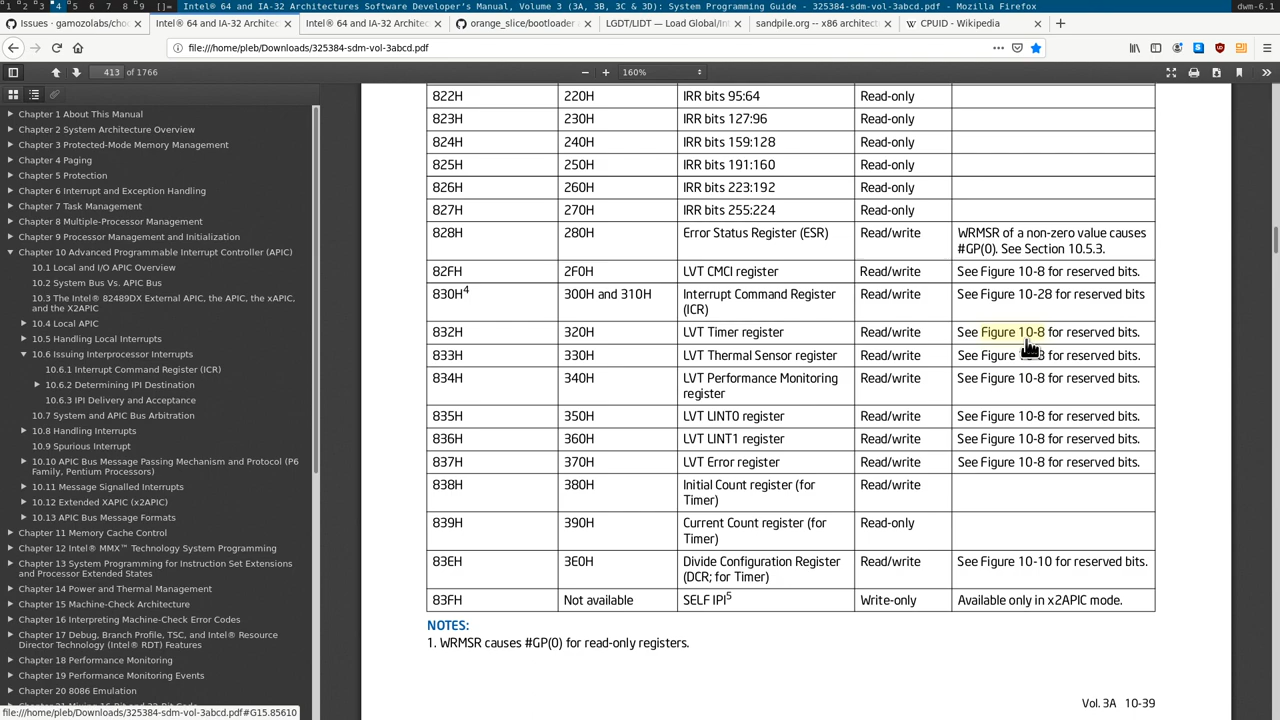 1 2 3 4 5 6 7 8 9 []= Intel® 64 and IA-32 Architectures Software Developer's Manual, Volume 3 (3A, 3B, 3C & 3D): System Programming Guide - 325384-sdm-vol-3abcd.pdf - Mozilla Firefox dwm-6.1
Issues · gamozolabs/cho
Intel® 64 and IA-32 Architec
Intel® 64 and IA-32 Architec
orange_slice/bootloader
LGDT/LIDT — Load Global/In
sandpile.org -- x86 architect
CPUID - Wikipedia
file:///home/pleb/Downloads/325384-sdm-vol-3abcd.pdf
413 of 1766
160%
Chapter 1 About This Manual
Chapter 2 System Architecture Overview
Chapter 3 Protected-Mode Memory Management
Chapter 4 Paging
Chapter 5 Protection
Chapter 6 Interrupt and Exception Handling
Chapter 7 Task Management
Chapter 8 Multiple-Processor Management
Chapter 9 Processor Management and Initialization
Chapter 10 Advanced Programmable Interrupt Controller (APIC)
10.1 Local and I/O APIC Overview
10.2 System Bus Vs. APIC Bus
10.3 The Intel® 82489DX External APIC, the APIC, the xAPIC,
and the X2APIC
10.4 Local APIC
10.5 Handling Local Interrupts
10.6 Issuing Interprocessor Interrupts
10.6.1 Interrupt Command Register (ICR)
10.6.2 Determining IPI Destination
10.6.3 IPI Delivery and Acceptance
10.7 System and APIC Bus Arbitration
10.8 Handling Interrupts
10.9 Spurious Interrupt
10.10 APIC Bus Message Passing Mechanism and Protocol (P6
Family, Pentium Processors)
10.11 Message Signalled Interrupts
10.12 Extended XAPIC (x2APIC)
10.13 APIC Bus Message Formats
Chapter 11 Memory Cache Control
Chapter 12 Intel® MMX™ Technology System Programming
Chapter 13 System Programming for Instruction Set Extensions
and Processor Extended States
Chapter 14 Power and Thermal Management
Chapter 15 Machine-Check Architecture
Chapter 16 Interpreting Machine-Check Error Codes
Chapter 17 Debug, Branch Profile, TSC, and Intel® Resource
Director Technology (Intel® RDT) Features
Chapter 18 Performance Monitoring
Chapter 19 Performance Monitoring Events
Chapter 20 8086 Emulation
file:///home/pleb/Downloads/325384-sdm-vol-3abcd.pdf#G15.85610
822H 220H IRR bits 95:64 Read-only
823H 230H IRR bits 127:96 Read-only
824H 240H IRR bits 159:128 Read-only
825H 250H IRR bits 191:160 Read-only
826H 260H IRR bits 223:192 Read-only
827H 270H IRR bits 255:224 Read-only
828H 280H Error Status Register (ESR) Read/write WRMSR of a non-zero value causes
#GP(0). See Section 10.5.3.
82FH 2F0H LVT CMCI register Read/write See Figure 10-8 for reserved bits.
830H4 300H and 310H Interrupt Command Register Read/write See Figure 10-28 for reserved bits
(ICR)
832H 320H LVT Timer register Read/write See Figure 10-8 for reserved bits.
833H 330H LVT Thermal Sensor register Read/write See Figure 8 for reserved bits.
834H 340H LVT Performance Monitoring Read/write See Figure 10-8 for reserved bits.
register
835H 350H LVT LINT0 register Read/write See Figure 10-8 for reserved bits.
836H 360H LVT LINT1 register Read/write See Figure 10-8 for reserved bits.
837H 370H LVT Error register Read/write See Figure 10-8 for reserved bits.
838H 380H Initial Count register (for Read/write
Timer)
839H 390H Current Count register (for Read-only
Timer)
83EH 3E0H Divide Configuration Register Read/write See Figure 10-10 for reserved bits.
(DCR; for Timer)
83FH Not available SELF IPI5 Write-only Available only in x2APIC mode.
NOTES:
1. WRMSR causes #GP(0) for read-only registers.
Vol. 3A 10-39